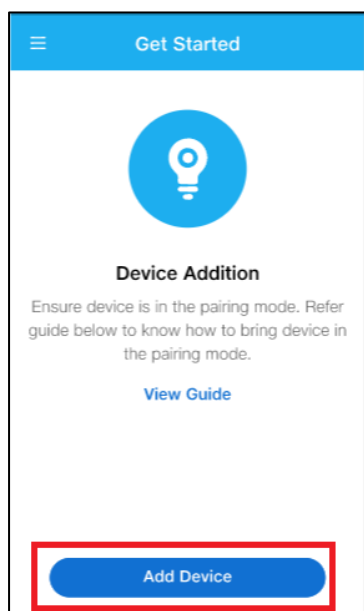 Get Started
Device Addition
Ensure device is in the pairing mode. Refer
guide below to know how to bring device in
the pairing mode.
View Guide
Add Device